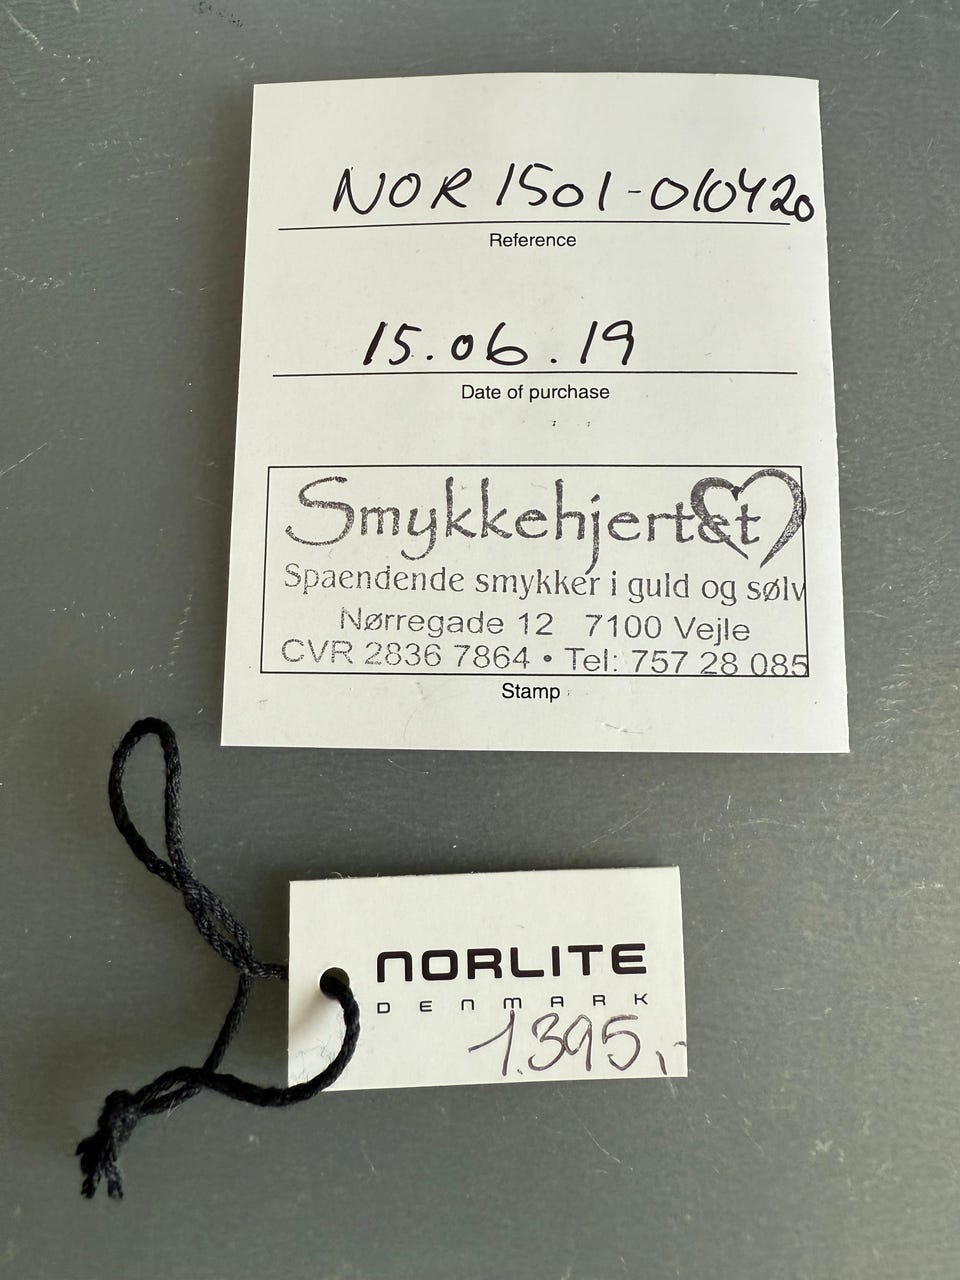 NOR 1501-010420
Reference
15.06.19
Date of purchase
Smykkehjertet
Spaendende smykker i guld og sølv
Nørregade 12 7100 Vejle
CVR 2836 7864 • Tel: 757 28 085
Stamp
NORLITE
DENMARK
1.395,-